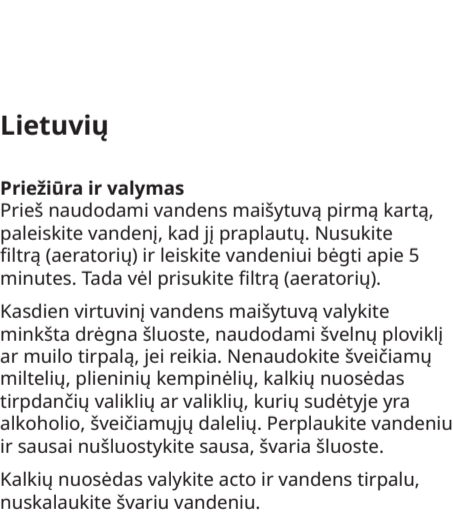 Lietuvių
Priežiūra ir valymas
Prieš naudodami vandens maišytuvą pirmą kartą,
paleiskite vandenį, kad jį praplautų. Nusukite
filtrą (aeratorių) ir leiskite vandeniui bėgti apie 5
minutes. Tada vėl prisukite filtrą (aeratorių).
Kasdien virtuvinį vandens maišytuvą valykite
minkšta drėgna šluoste, naudodami švelnų ploviklį
ar muilo tirpalą, jei reikia. Nenaudokite šveičiamų
miltelių, plieninių kempinėlių, kalkių nuosėdas
tirpdančių valiklių ar valiklių, kurių sudėtyje yra
alkoholio, šveičiamųjų dalelių. Perplaukite vandeniu
ir sausai nušluostykite sausa, švaria šluoste.
Kalkių nuosėdas valykite acto ir vandens tirpalu,
nuskalaukite švariu vandeniu.